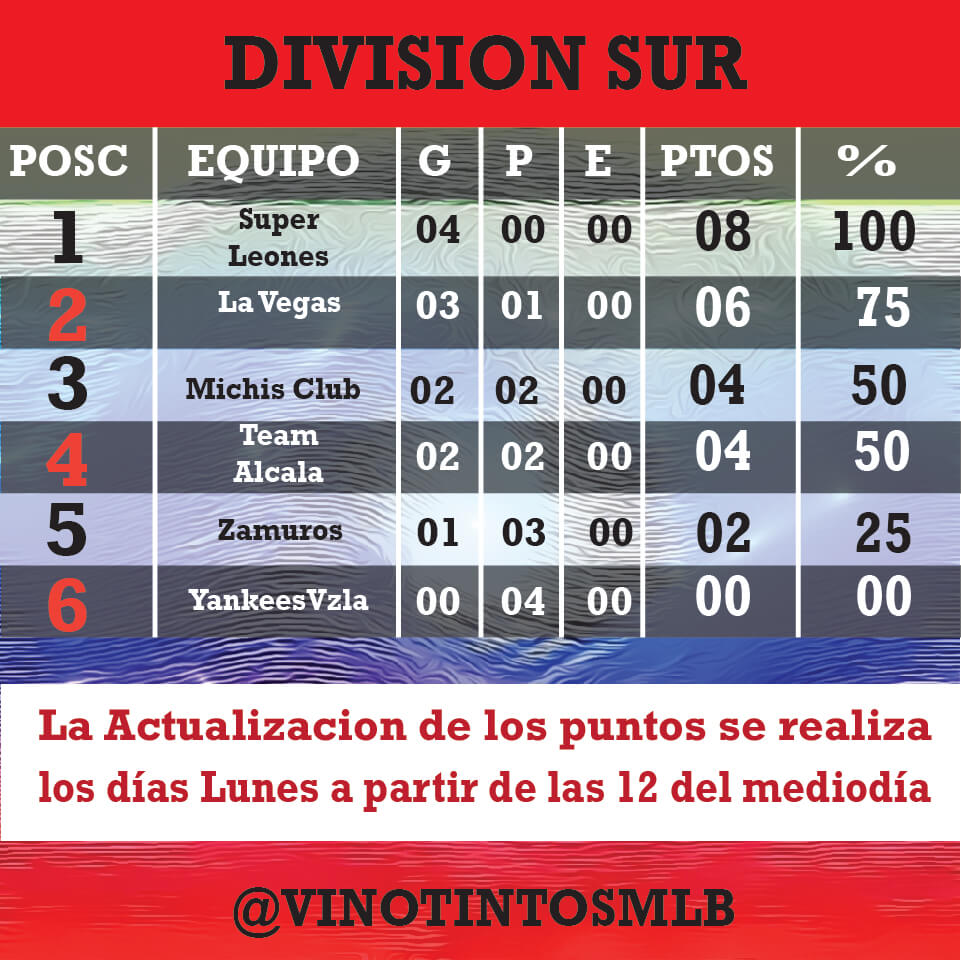 DIVISION SUR
POSC EQUIPO G P E PTOS %
1 Super Leones 04 00 00 08 100
2 La Vegas 03 01 00 06 75
3 Michis Club 02 02 00 04 50
4 Team Alcala 02 02 00 04 50
5 Zamuros 01 03 00 02 25
6 YankeesVzla 00 04 00 00 00
La Actualizacion de los puntos se realiza
los días Lunes a partir de las 12 del mediodía
@VINOTINTOSMLB